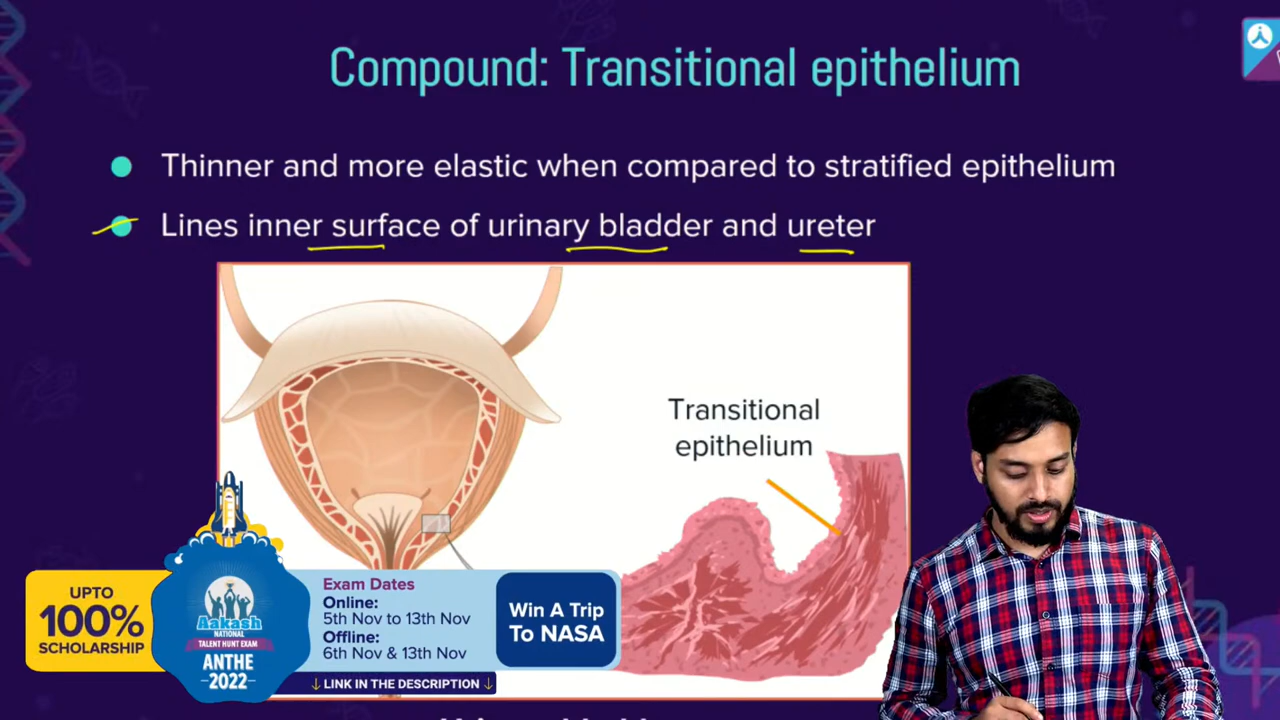 Compound: Transitional epithelium
Thinner and more elastic when compared to stratified epithelium
Lines inner surface of urinary bladder and ureter
Transitional
epithelium
UPTO
100%
SCHOLARSHIP
Aakash
NATIONAL
TALENT HUNT EXAM
ANTHE
-2022-
Exam Dates
Online:
5th Nov to 13th Nov
Offline:
6th Nov & 13th Nov
↓ LINK IN THE DESCRIPTION ↓
Win A Trip
To NASA